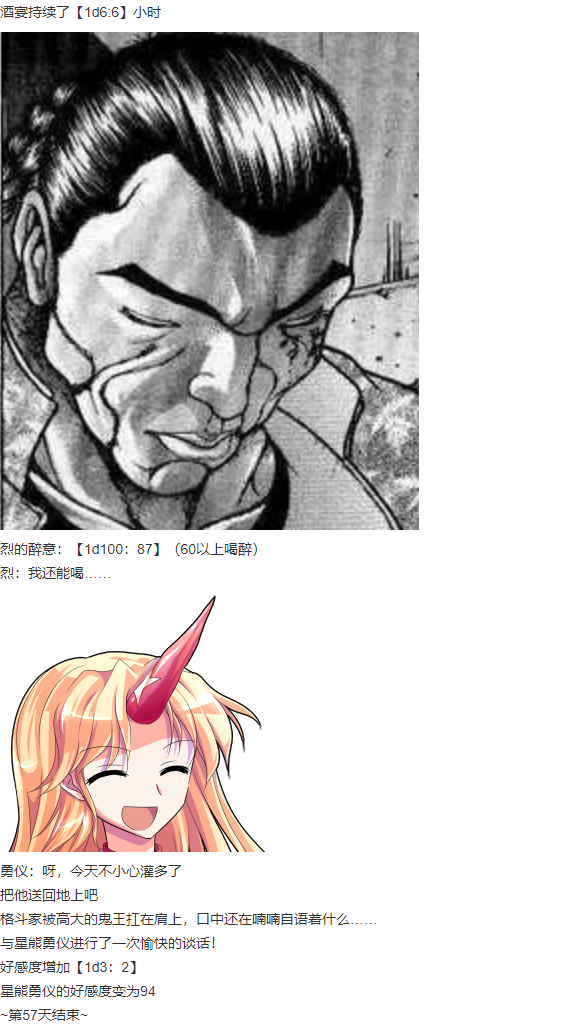 酒宴持续了【1d6:6】小时
烈的醉意：【1d100：87】（60以上喝醉）
烈：我还能喝……
勇仪：呀，今天不小心灌多了
把他送回地上吧
格斗家被高大的鬼王扛在肩上，口中还在喃喃自语着什么……
与星熊勇仪进行了一次愉快的谈话！
好感度增加【1d3：2】
星熊勇仪的好感度变为94
~第57天结束~